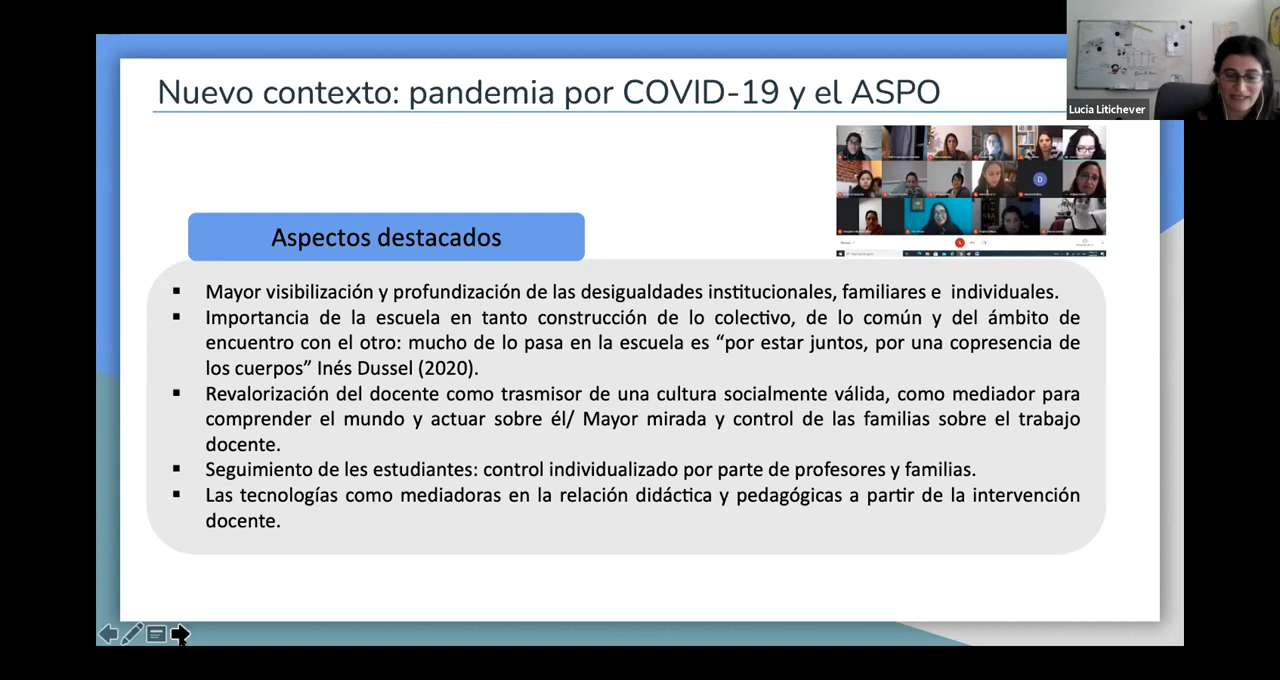 Nuevo contexto: pandemia por COVID-19 y el ASPO
Lucia Litichever
D
Aspectos destacados
▪ Mayor visibilización y profundización de las desigualdades institucionales, familiares e individuales.
▪ Importancia de la escuela en tanto construcción de lo colectivo, de lo común y del ámbito de
encuentro con el otro: mucho de lo pasa en la escuela es “por estar juntos, por una copresencia de
los cuerpos” Inés Dussel (2020).
▪ Revalorización del docente como trasmisor de una cultura socialmente válida, como mediador para
comprender el mundo y actuar sobre él/ Mayor mirada y control de las familias sobre el trabajo
docente.
▪ Seguimiento de les estudiantes: control individualizado por parte de profesores y familias.
▪ Las tecnologías como mediadoras en la relación didáctica y pedagógicas a partir de la intervención
docente.